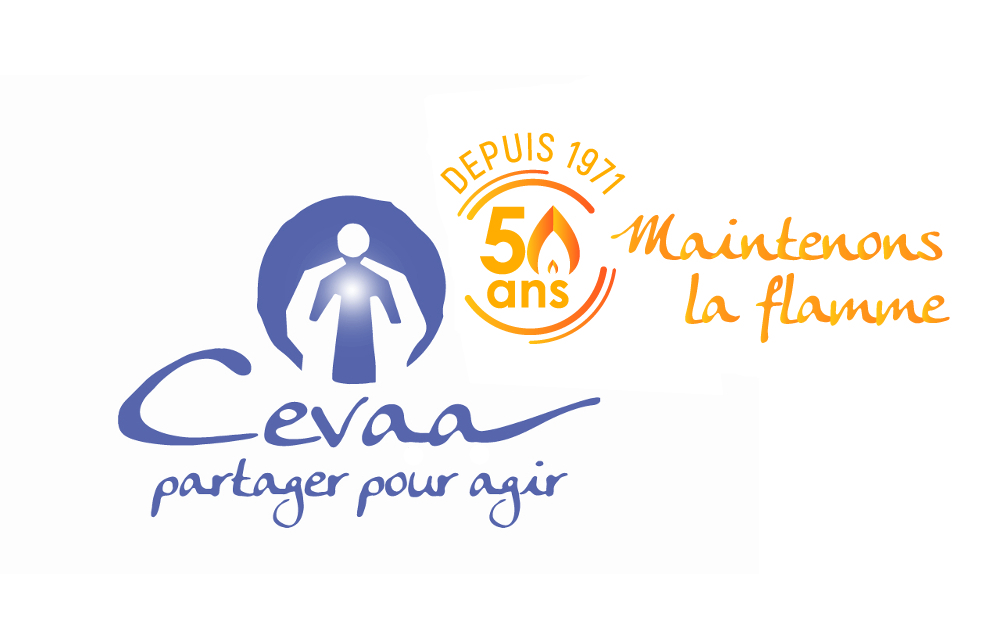 DEPUIS 1971
50
ans
Maintenons
la flamme
Cevaa
partager pour agir